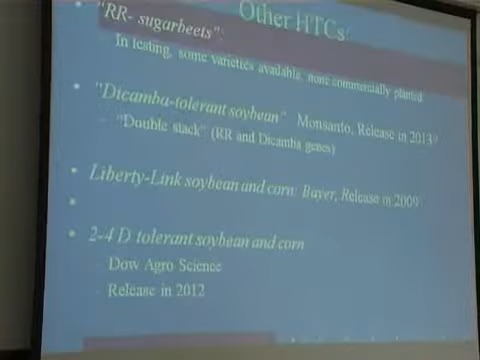 Other HTCs:
"RR- sugarbeets":
In testing, some varieties available, none commercially planted
"Dicamba-tolerant soybean" Monsanto, Release in 2013?
"Double stack" (RR and Dicamba genes)
Liberty-Link soybean and corn: Bayer, Release in 2009
2-4 D tolerant soybean and corn
Dow Agro Science
Release in 2012